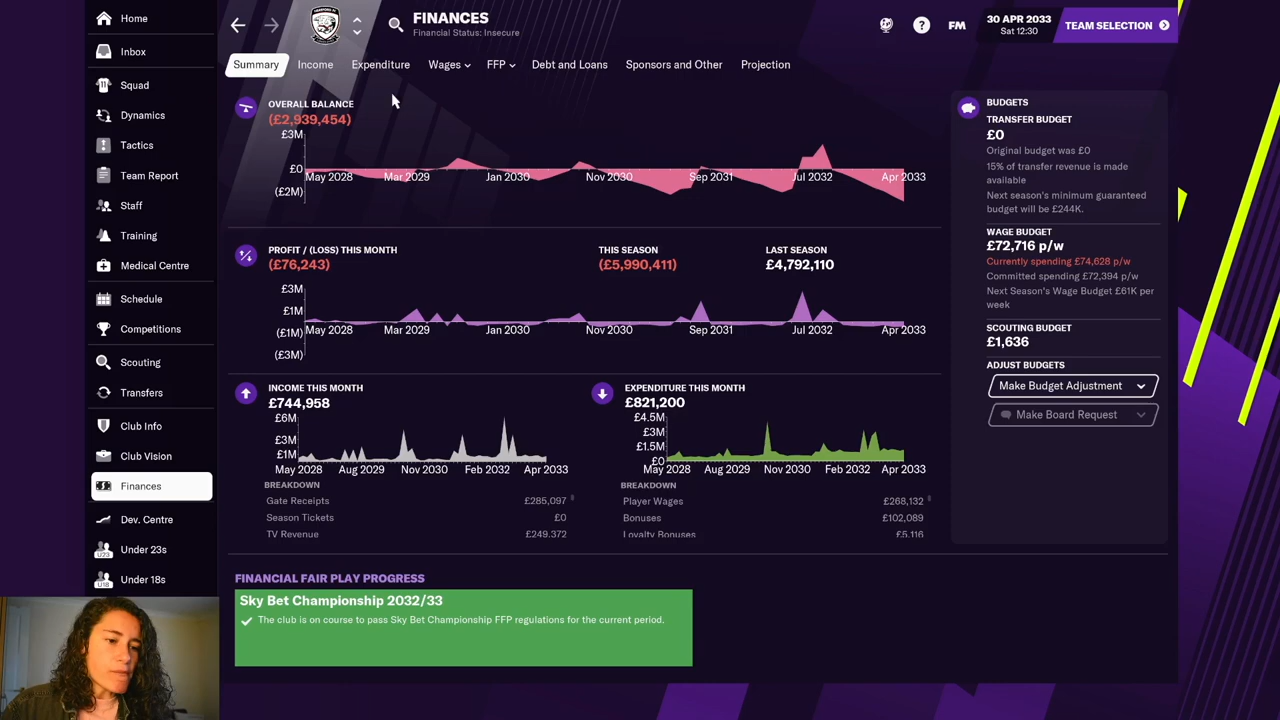 Home
Inbox
Squad
Dynamics
Tactics
Team Report
Staff
Training
Medical Centre
Schedule
Competitions
Scouting
Transfers
Club Info
Club Vision
Finances
Dev. Centre
Under 23s
Under 18s
FINANCES
Financial Status: Insecure
FM
30 APR 2033
Sat 12:30
TEAM SELECTION
Summary
Income
Expenditure
Wages
FFP
Debt and Loans
Sponsors and Other
Projection
OVERALL BALANCE
(£2,939,454)
£3M
£0
(£2M)
May 2028 Mar 2029 Jan 2030 Nov 2030 Sep 2031 Jul 2032 Apr 2033
PROFIT / (LOSS) THIS MONTH
(£76,243)
THIS SEASON
(£5,990,411)
LAST SEASON
£4,792,110
£3M
£1M
(£1M)
(£3M)
May 2028 Mar 2029 Jan 2030 Nov 2030 Sep 2031 Jul 2032 Apr 2033
INCOME THIS MONTH
£744,958
£6M
£3M
£1M
May 2028 Aug 2029 Nov 2030 Feb 2032 Apr 2033
BREAKDOWN
Gate Receipts £285,097
Season Tickets £0
TV Revenue £249,372
EXPENDITURE THIS MONTH
£821,200
£4.5M
£3M
£1.5M
£0
May 2028 Aug 2029 Nov 2030 Feb 2032 Apr 2033
BREAKDOWN
Player Wages £268,132
Bonuses £102,089
Loyalty Bonuses £5,116
BUDGETS
TRANSFER BUDGET
£0
Original budget was £0
15% of transfer revenue is made
available
Next season's minimum guaranteed
budget will be £244K.
WAGE BUDGET
£72,716 p/w
Currently spending £74,628 p/w
Committed spending £72,394 p/w
Next Season's Wage Budget £61K per
week
SCOUTING BUDGET
£1,636
ADJUST BUDGETS
Make Budget Adjustment
Make Board Request
FINANCIAL FAIR PLAY PROGRESS
Sky Bet Championship 2032/33
The club is on course to pass Sky Bet Championship FFP regulations for the current period.